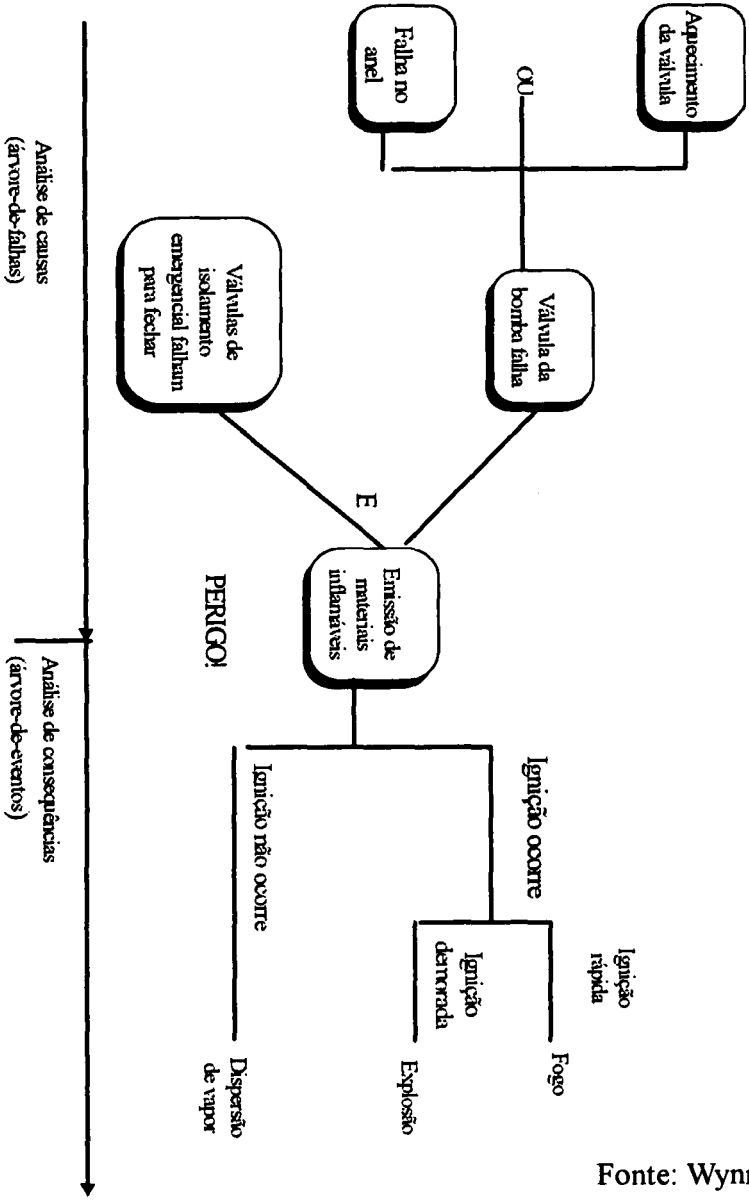 Aquecimento
da válvula
OU
Falha no
anel
Válvula da
bomba falha
Válvulas de
isolamento
emergencial falham
para fechar
E
Emissão de
materiais
inflamáveis
PERIGO!
Ignição ocorre
Ignição
rápida
Fogo
Ignição
demorada
Explosão
Ignição não ocorre
Dispersão
de vapor
Análise de causas
(árvore-de-falhas)
Análise de consequências
(árvore-de-eventos)
Fonte: Wynn